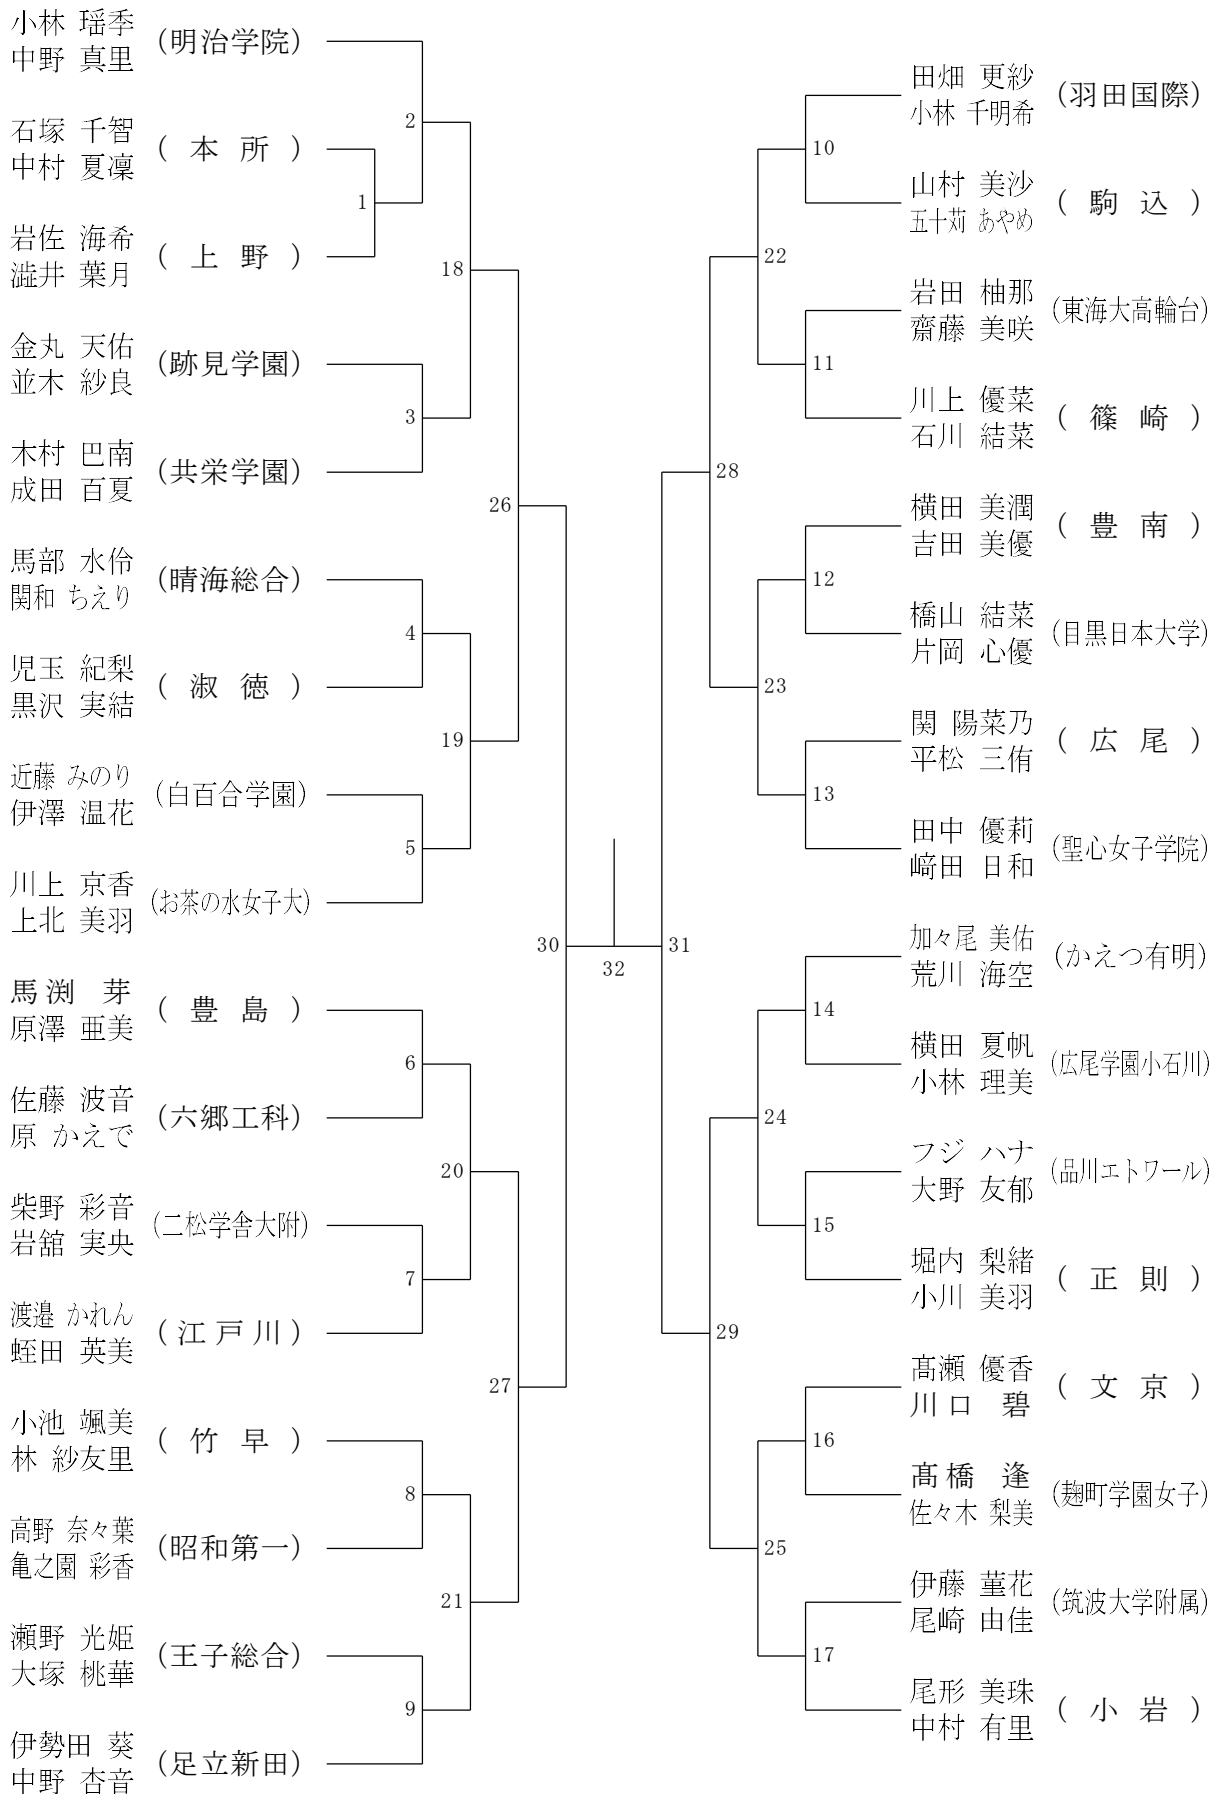 小林 瑶季
中野 真里
(明治学院)
石塚 千智
中村 夏凜
( 本 所 )
岩佐 海希
澁井 葉月
( 上 野 )
金丸 天佑
並木 紗良
(跡見学園)
木村 巴南
成田 百夏
(共栄学園)
馬部 水伶
関和 ちえり
(晴海総合)
児玉 紀梨
黒沢 実結
( 淑 徳 )
近藤 みのり
伊澤 温花
(白百合学園)
川上 京香
上北 美羽
(お茶の水女子大)
馬渕 芽
原澤 亜美
( 豊 島 )
佐藤 波音
原 かえで
(六郷工科)
柴野 彩音
岩舘 実央
(二松学舎大附)
渡邉 かれん
蛭田 英美
(江戸川)
小池 颯美
林 紗友里
( 竹 早 )
高野 奈々葉
亀之園 彩香
(昭和第一)
瀬野 光姫
大塚 桃華
(王子総合)
伊勢田 葵
中野 杏音
(足立新田)
1
2
3
4
5
6
7
8
9
18
19
20
21
26
27
30
32
31
28
29
22
23
24
25
10
11
12
13
14
15
16
17
田畑 更紗
小林 千明希
(羽田国際)
山村 美沙
五十苅 あやめ
( 駒 込 )
岩田 柚那
齋藤 美咲
(東海大高輪台)
川上 優菜
石川 結菜
( 篠 崎 )
横田 美潤
吉田 美優
( 豊 南 )
橋山 結菜
片岡 心優
(目黒日本大学)
関 陽菜乃
平松 三侑
( 広 尾 )
田中 優莉
﨑田 日和
(聖心女子学院)
加々尾 美佑
荒川 海空
(かえつ有明)
横田 夏帆
小林 理美
(広尾学園小石川)
フジ ハナ
大野 友郁
(品川エトワール)
堀内 梨緒
小川 美羽
( 正 則 )
髙瀬 優香
川口 碧
( 文 京 )
髙橋 逢
佐々木 梨美
(麹町学園女子)
伊藤 菫花
尾崎 由佳
(筑波大学附属)
尾形 美珠
中村 有里
( 小 岩 )